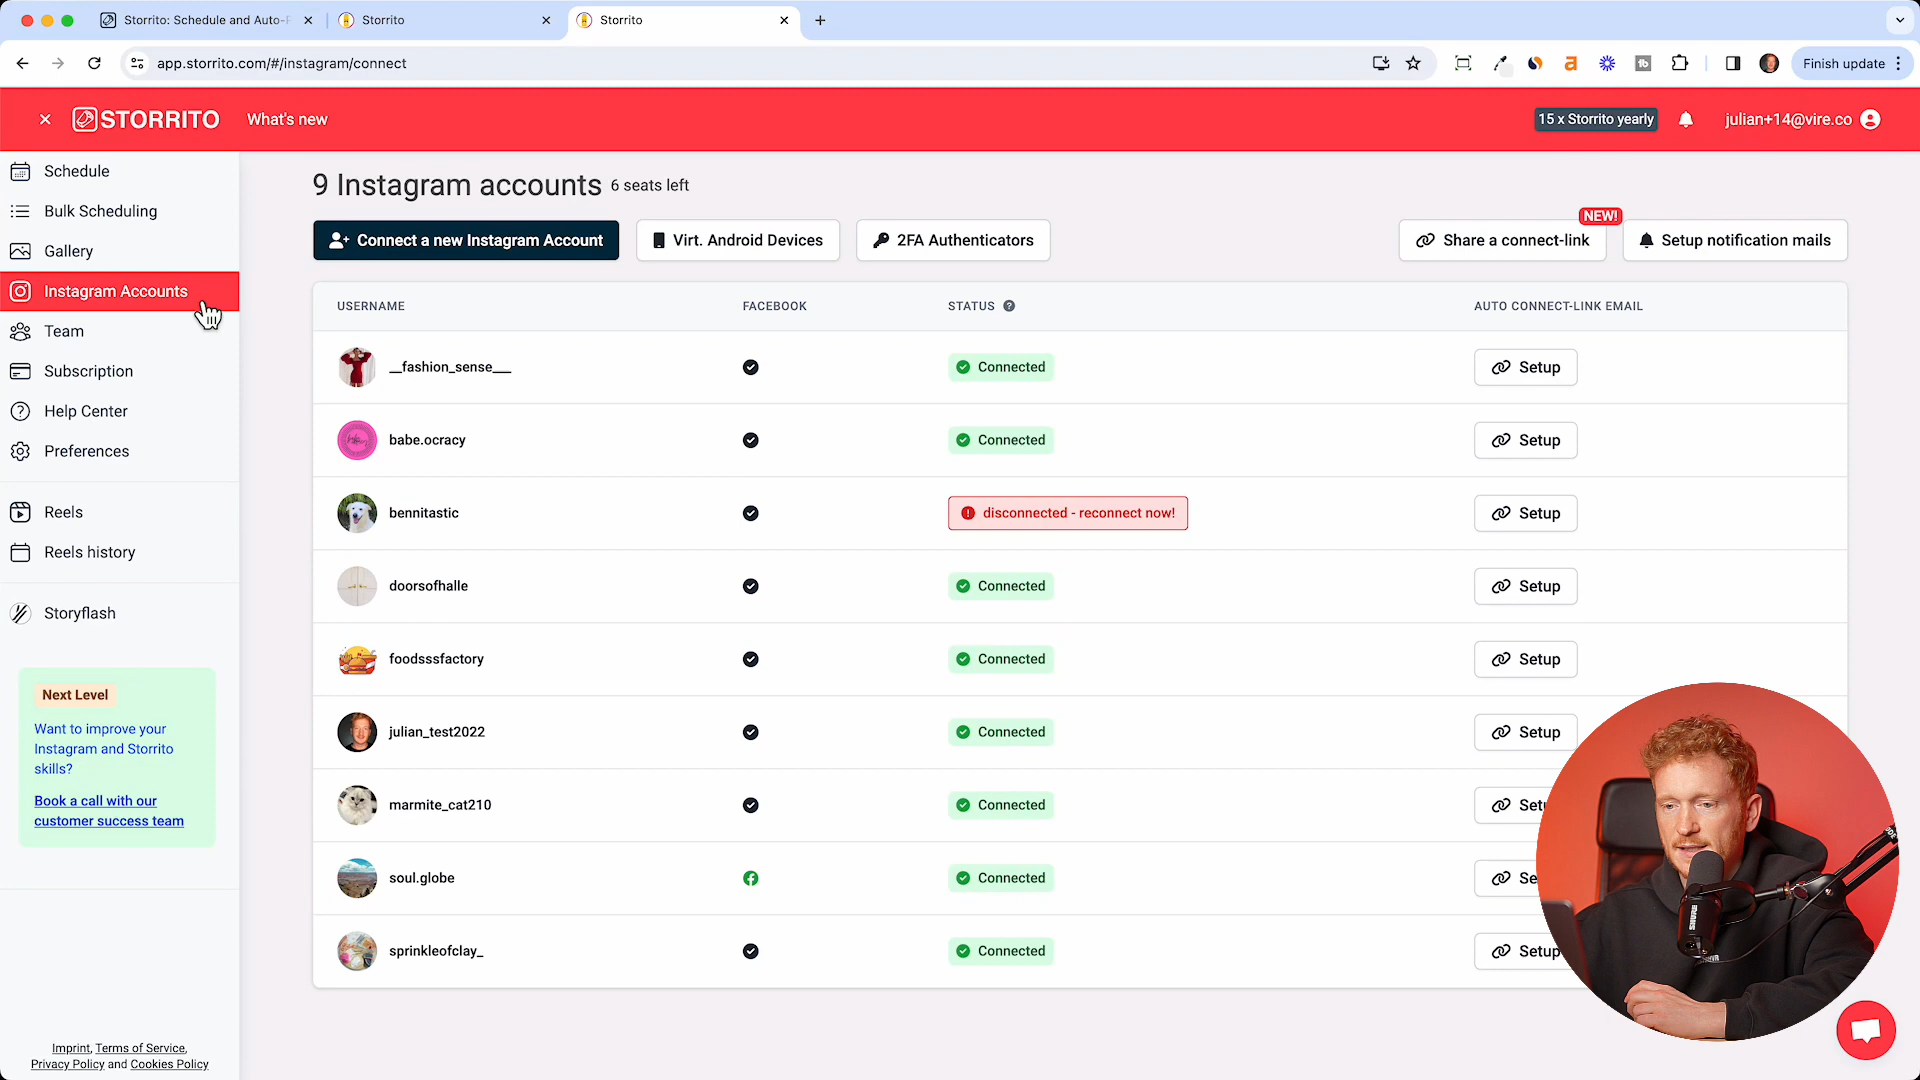 Storrito: Schedule and Auto-P
Storrito
Storrito
app.storrito.com/#/instagram/connect
Finish update
STORRITO
What's new
15 x Storrito yearly
julian+14@vire.co
Schedule
Bulk Scheduling
Gallery
Instagram Accounts
Team
Subscription
Help Center
Preferences
Reels
Reels history
Storyflash
Next Level
Want to improve your
Instagram and Storrito
skills?
Book a call with our
customer success team
Imprint, Terms of Service,
Privacy Policy and Cookies Policy
9 Instagram accounts 6 seats left
Connect a new Instagram Account
Virt. Android Devices
2FA Authenticators
NEW!
Share a connect-link
Setup notification mails
USERNAME FACEBOOK STATUS AUTO CONNECT-LINK EMAIL
__fashion_sense__ Connected Setup
babe.ocracy Connected Setup
bennitastic disconnected - reconnect now! Setup
doorsofhalle Connected Setup
foodsssfactory Connected Setup
julian_test2022 Connected Setup
marmite_cat210 Connected Set
soul.globe Connected Se
sprinkleofclay_ Connected Setup
SHURE